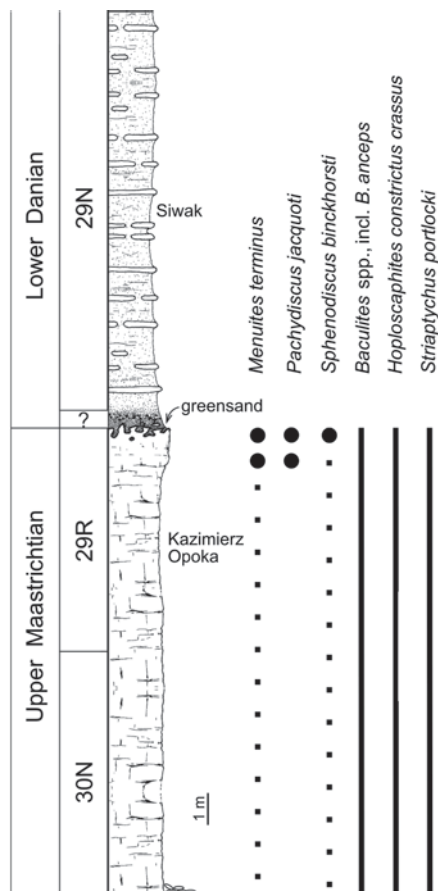 Lower Danian
Upper Maastrichtian
29N
?
29R
30N
Siwak
greensand
Kazimierz
Opoka
1 m
Menuites terminus
Pachydiscus jacquoti
Sphenodiscus binckhorsti
Baculites spp., incl. B. anceps
Hoploscaphites constrictus crassus
Striaptychus portlocki